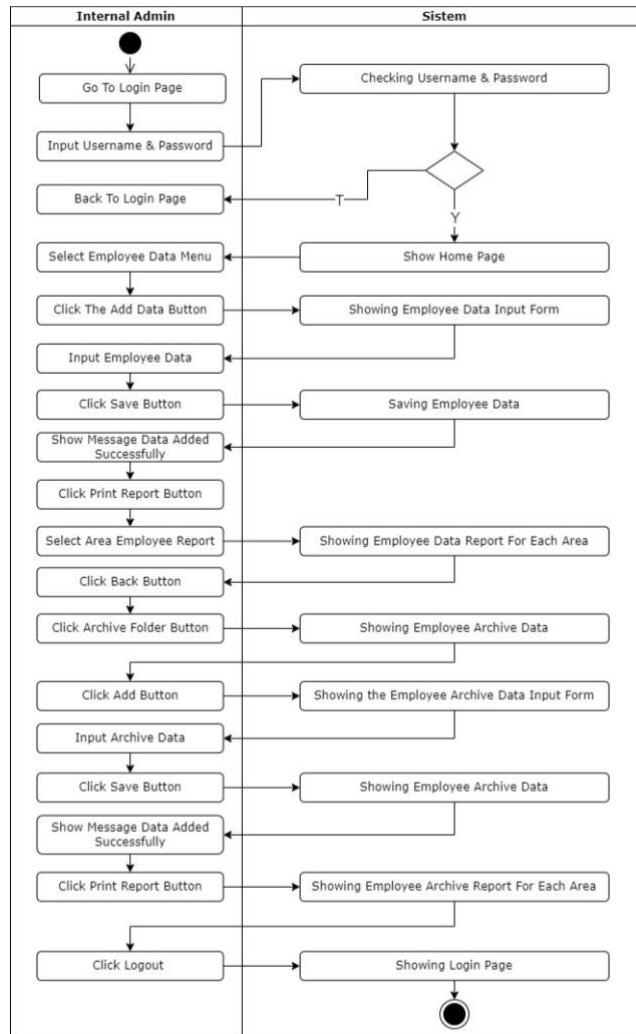 Internal Admin
Sistem
Go To Login Page
Checking Username & Password
Input Username & Password
Back To Login Page
T
Y
Select Employee Data Menu
Show Home Page
Click The Add Data Button
Showing Employee Data Input Form
Input Employee Data
Click Save Button
Saving Employee Data
Show Message Data Added
Successfully
Click Print Report Button
Select Area Employee Report
Showing Employee Data Report For Each Area
Click Back Button
Click Archive Folder Button
Showing Employee Archive Data
Click Add Button
Showing the Employee Archive Data Input Form
Input Archive Data
Click Save Button
Showing Employee Archive Data
Show Message Data Added
Successfully
Click Print Report Button
Showing Employee Archive Report For Each Area
Click Logout
Showing Login Page